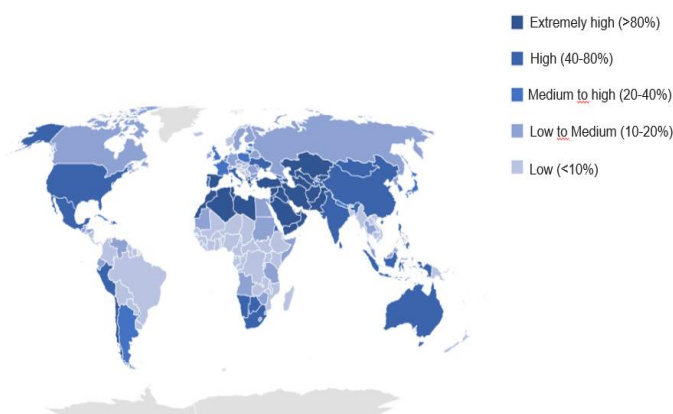 Extremely high (>80%)
High (40-80%)
Medium to high (20-40%)
Low to Medium (10-20%)
Low (<10%)